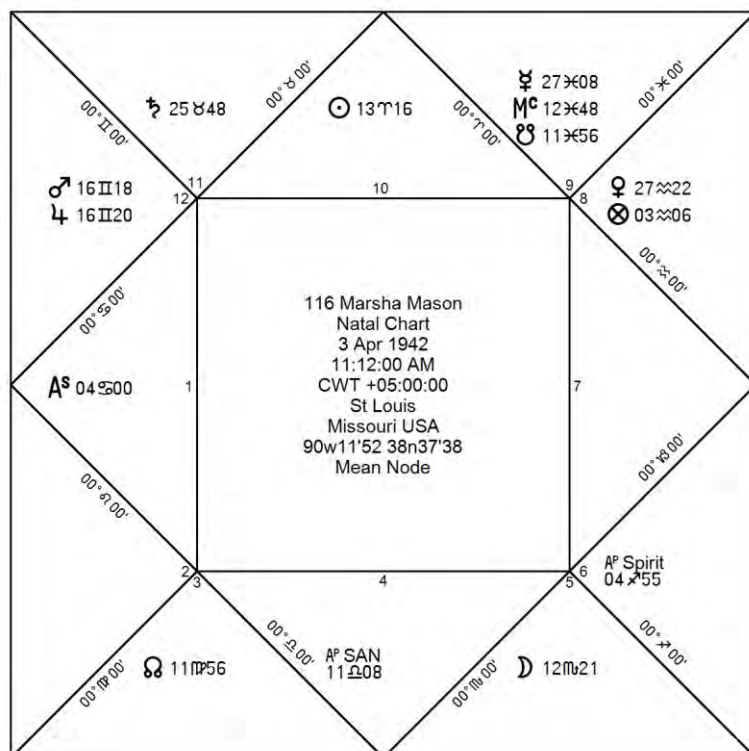 ♄ 25♉48
00°♉00'
☉ 13♈16
00°♈00'
☿ 27♓08
Mc 12♓48
☋ 11♓56
00°♓00'
00°♊00'
♂ 16♊18
♃ 16♊20
11
12
10
9
8
♀ 27♒22
⊗ 03♒06
00°♒00'
00°♋00'
As 04♋00
1
116 Marsha Mason
Natal Chart
3 Apr 1942
11:12:00 AM
CWT +05:00:00
St Louis
Missouri USA
90w11'52 38n37'38
Mean Node
7
00°♌00'
00°♑00'
2
3
4
5
6
AP Spirit
04♐55
00°♍00'
☊ 11♍56
00°♎00'
AP SAN
11♎08
00°♏00'
☽ 12♏21
00°♐00'